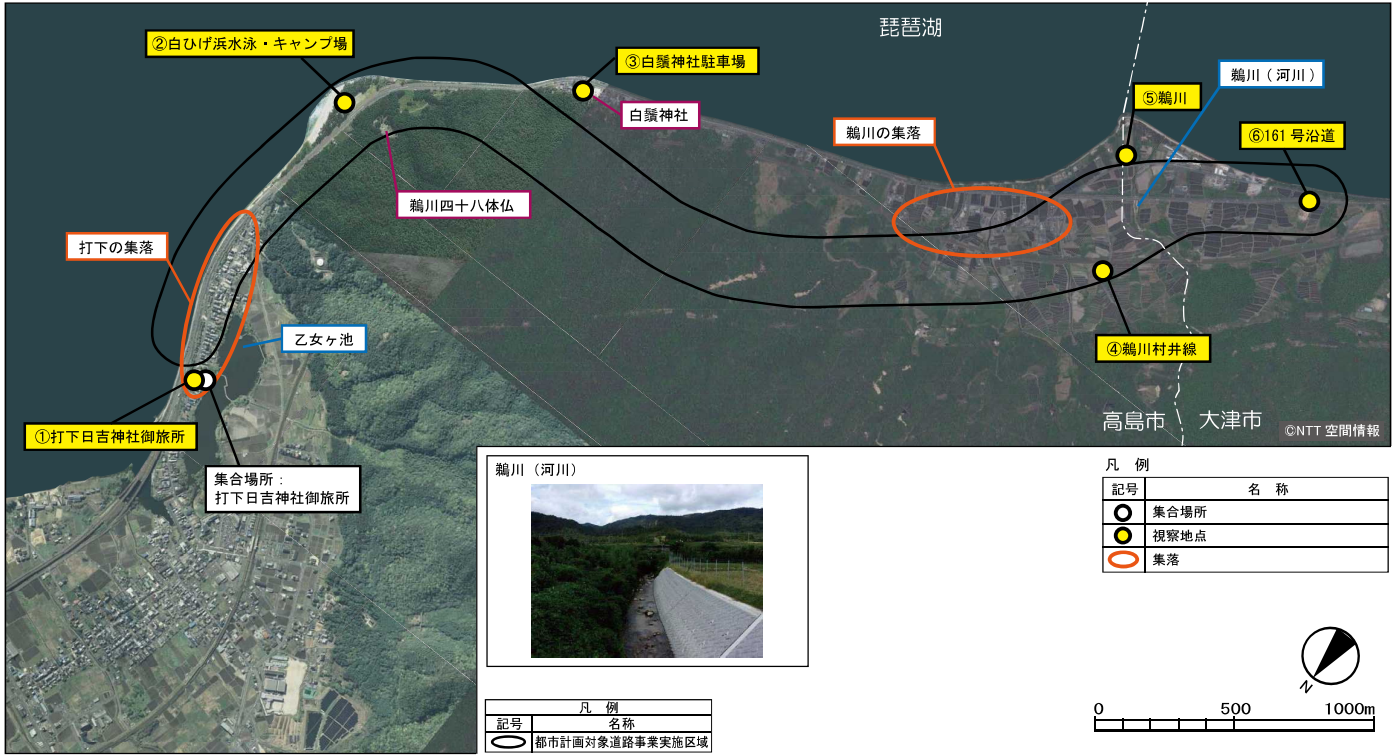 琵琶湖
②白ひげ浜水泳・キャンプ場
③白鬚神社駐車場
白鬚神社
鵜川（河川）
⑤鵜川
鵜川の集落
⑥161 号沿道
鵜川四十八体仏
打下の集落
乙女ヶ池
④鵜川村井線
①打下日吉神社御旅所
集合場所：
打下日吉神社御旅所
高島市
大津市
©NTT 空間情報
鵜川（河川）
凡 例
記号 名称
都市計画対象道路事業実施区域
凡 例
記号 名 称
集合場所
視察地点
集落
N
0 500 1000m